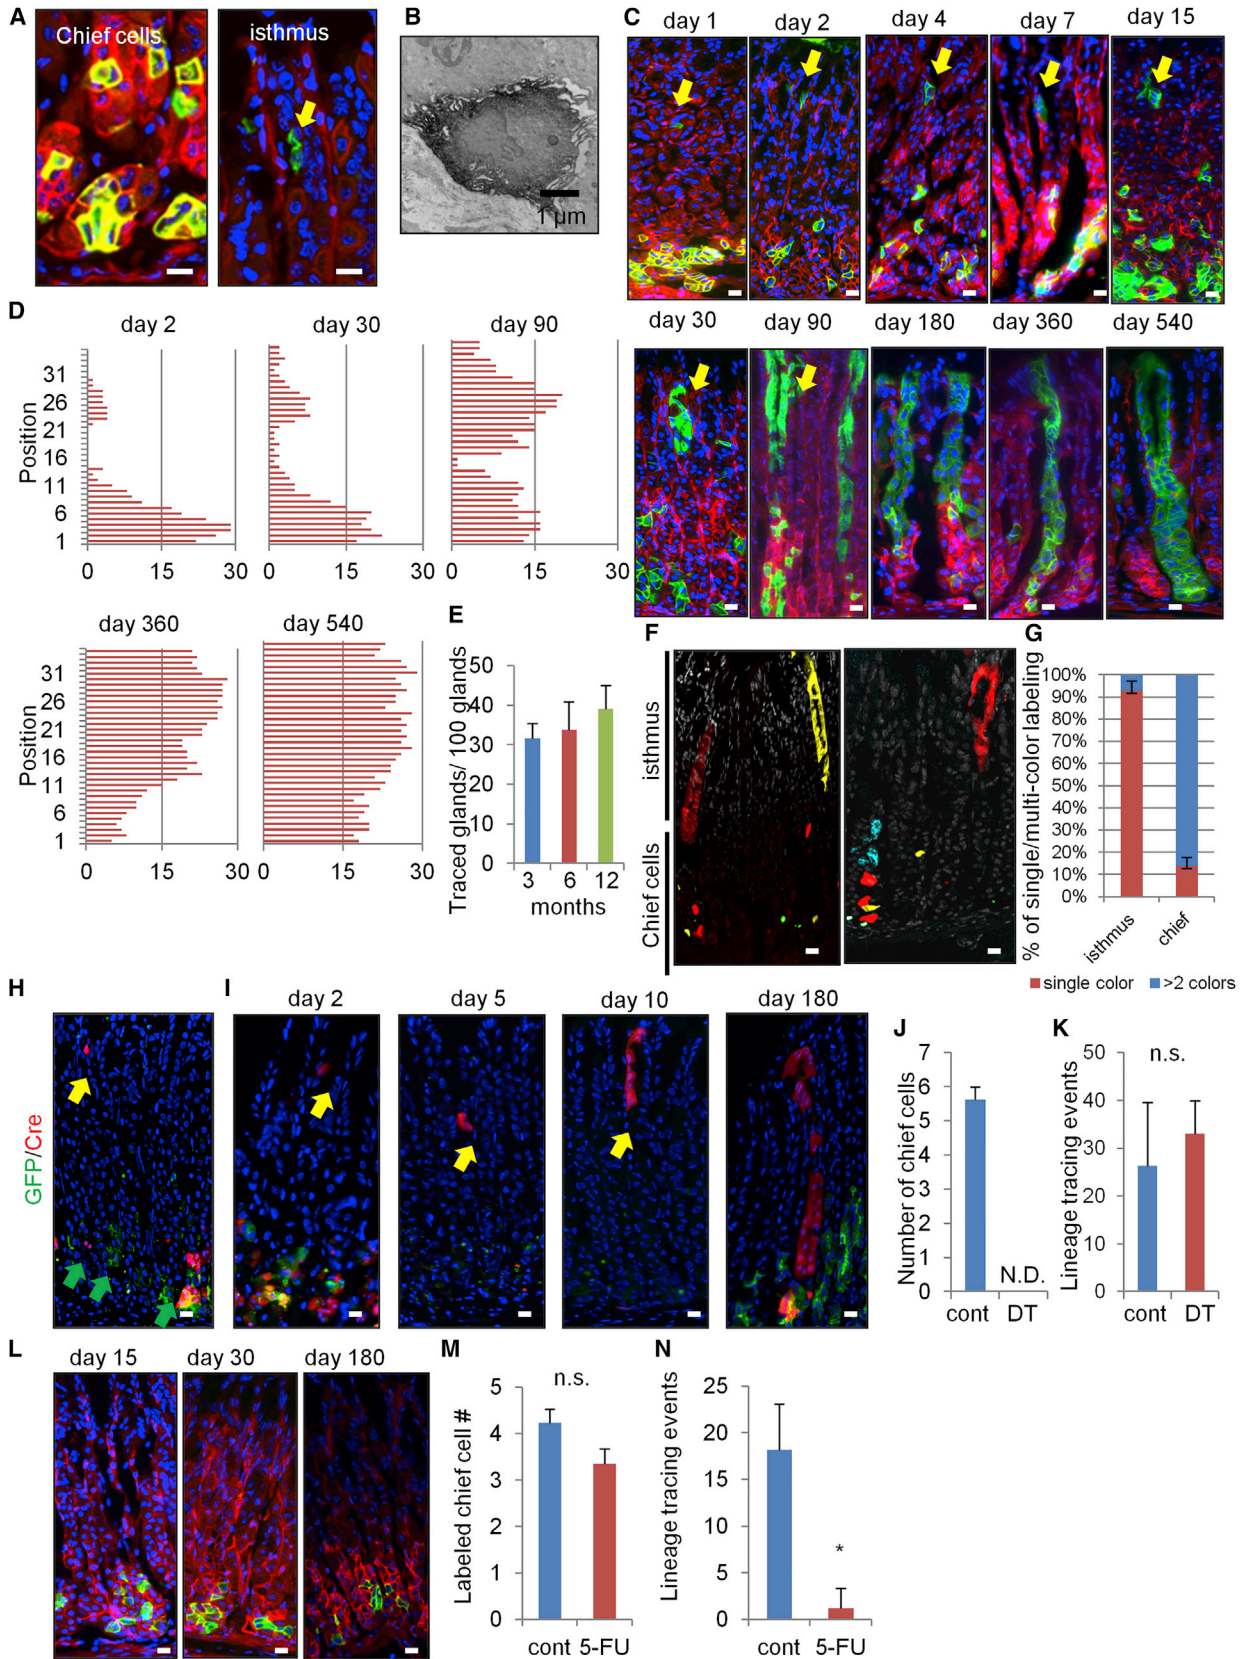 A
Chief cells
isthmus
B
1 µm
C
day 1
day 2
day 4
day 7
day 15
day 30
day 90
day 180
day 360
day 540
D
day 2
day 30
day 90
Position
31
26
21
16
11
6
1
0 15 30
0 15 30
0 15 30
day 360
day 540
Position
31
26
21
16
11
6
1
0 15 30
0 15 30
E
Traced glands/ 100 glands
50
40
30
20
10
0
3 6 12
months
F
isthmus
Chief cells
G
% of single/multi-color labeling
100%
90%
80%
70%
60%
50%
40%
30%
20%
10%
0%
isthmus
chief
single color
>2 colors
H
GFP/Cre
I
day 2
day 5
day 10
day 180
J
Number of chief cells
7
6
5
4
3
2
1
0
N.D.
cont DT
K
Lineage tracing events
n.s.
50
40
30
20
10
0
cont DT
L
day 15
day 30
day 180
M
Labeled chief cell #
n.s.
5
4
3
2
1
0
cont 5-FU
N
Lineage tracing events
25
20
15
10
5
0
*
cont 5-FU